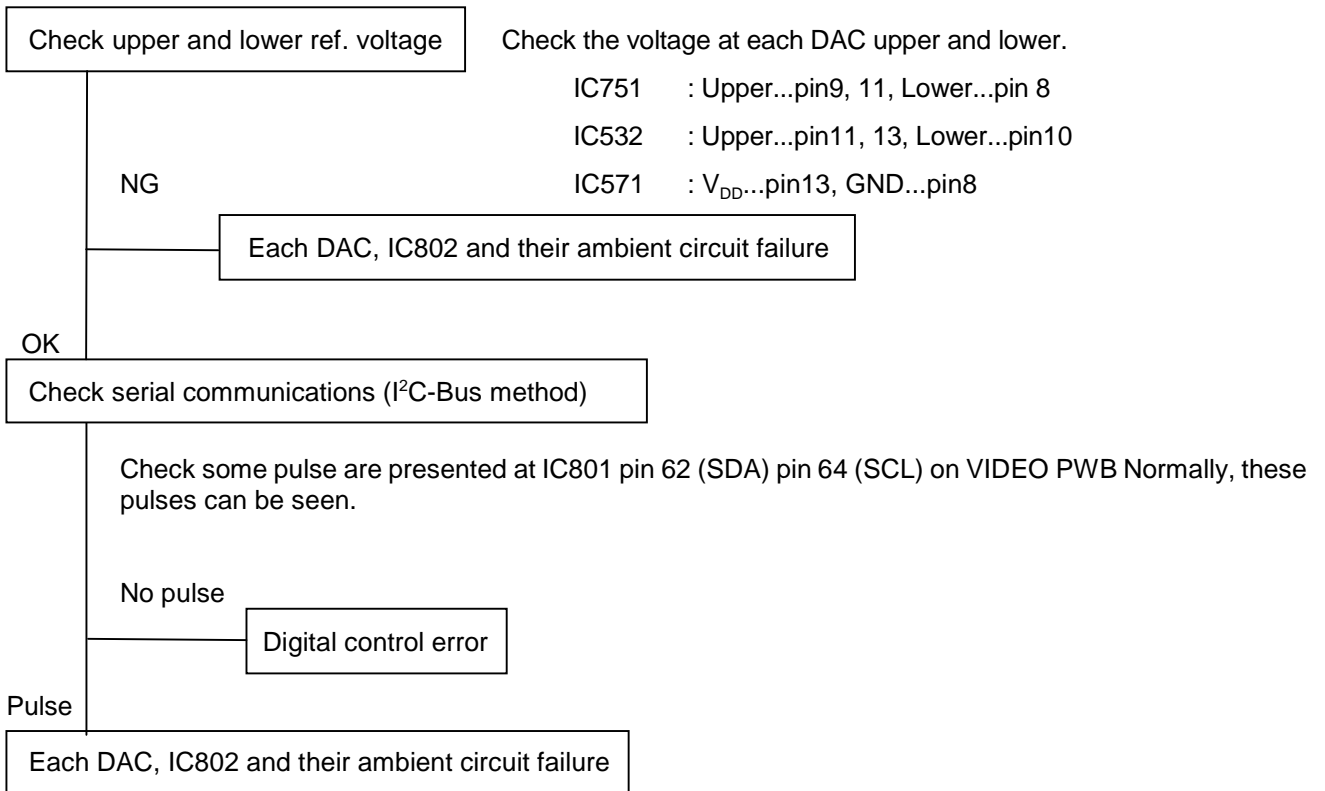 Check upper and lower ref. voltage
Check the voltage at each DAC upper and lower.
IC751 : Upper...pin9, 11, Lower...pin 8
IC532 : Upper...pin11, 13, Lower...pin10
NG
IC571 : VDD...pin13, GND...pin8
Each DAC, IC802 and their ambient circuit failure
OK
Check serial communications (I²C-Bus method)
Check some pulse are presented at IC801 pin 62 (SDA) pin 64 (SCL) on VIDEO PWB Normally, these
pulses can be seen.
No pulse
Digital control error
Pulse
Each DAC, IC802 and their ambient circuit failure